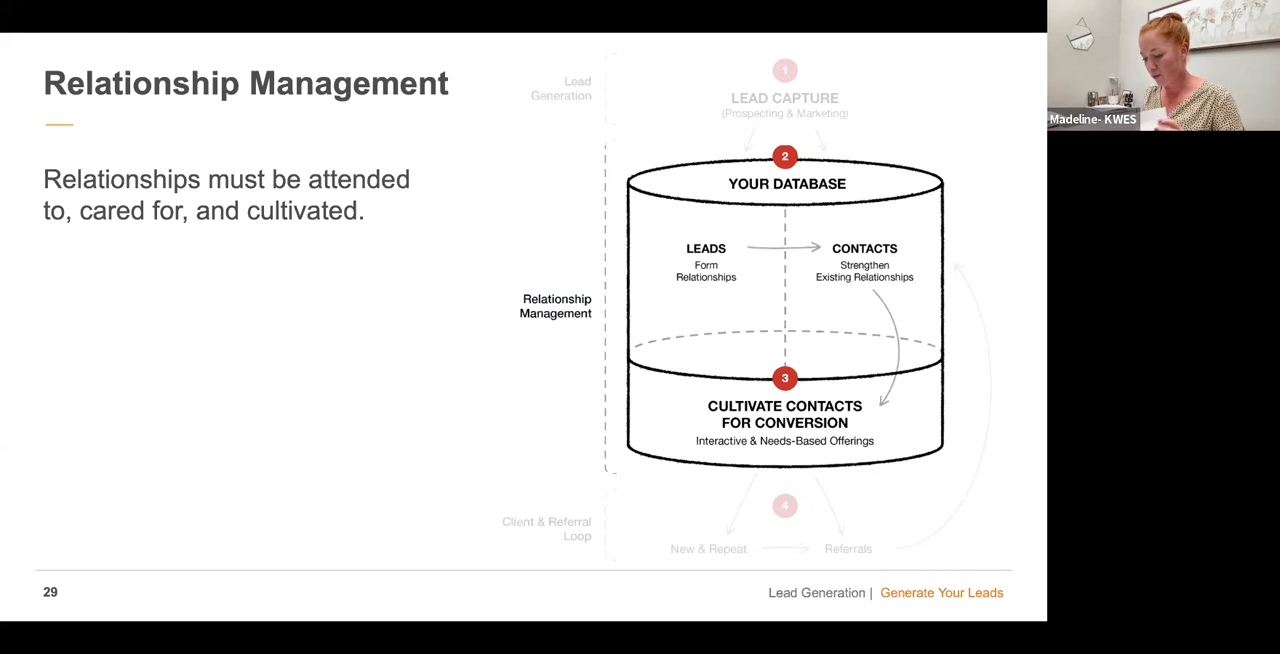 Relationship Management
Relationships must be attended
to, cared for, and cultivated.
Lead
Generation
1
LEAD CAPTURE
(Prospecting & Marketing)
2
YOUR DATABASE
LEADS
Form
Relationships
CONTACTS
Strengthen
Existing Relationships
Relationship
Management
3
CULTIVATE CONTACTS
FOR CONVERSION
Interactive & Needs-Based Offerings
Client & Referral
Loop
4
New & Repeat
Referrals
29
Lead Generation | Generate Your Leads
Madeline- KWES